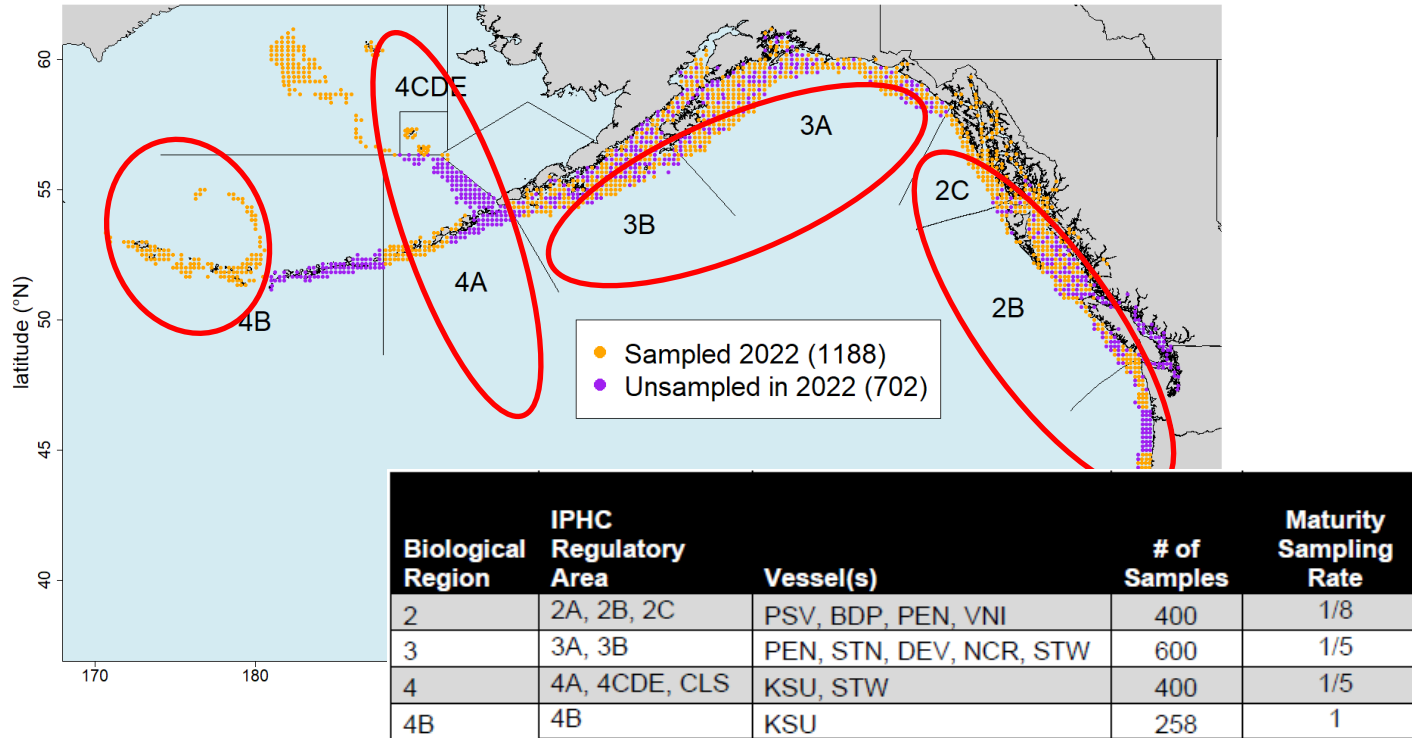 60
55
50
45
40
latitude (°N)
170
180
4CDE
3A
2C
3B
4A
2B
4B
Sampled 2022 (1188)
Unsampled in 2022 (702)
Biological Region
IPHC Regulatory Area
Vessel(s)
# of Samples
Maturity Sampling Rate
2 2A, 2B, 2C PSV, BDP, PEN, VNI 400 1/8
3 3A, 3B PEN, STN, DEV, NCR, STW 600 1/5
4 4A, 4CDE, CLS KSU, STW 400 1/5
4B 4B KSU 258 1